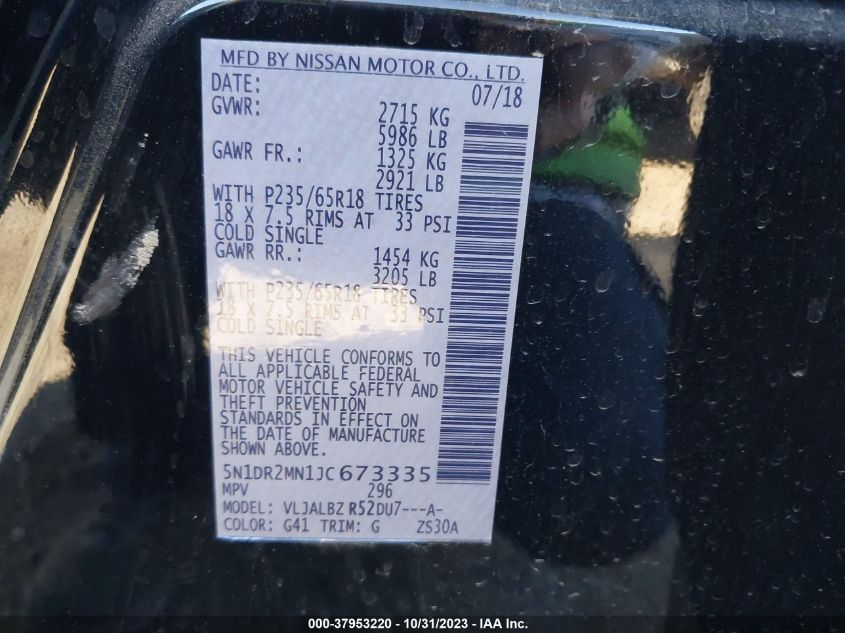 MFD BY NISSAN MOTOR CO., LTD.
DATE: 07/18
GVWR: 2715 KG
5986 LB
GAWR FR.: 1325 KG
2921 LB
WITH P235/65R18 TIRES
18 X 7.5 RIMS AT 33 PSI
COLD SINGLE
GAWR RR.: 1454 KG
3205 LB
WITH P235/65R18 TIRES
18 X 7.5 RIMS AT 33 PSI
COLD SINGLE
THIS VEHICLE CONFORMS TO
ALL APPLICABLE FEDERAL
MOTOR VEHICLE SAFETY AND
THEFT PREVENTION
STANDARDS IN EFFECT ON
THE DATE OF MANUFACTURE
SHOWN ABOVE.
5N1DR2MN1JC673335
MPV 296
MODEL: VLJALBZ R52DU7---A-
COLOR: G41 TRIM: G ZS30A
000-37953220 - 10/31/2023 - IAA Inc.